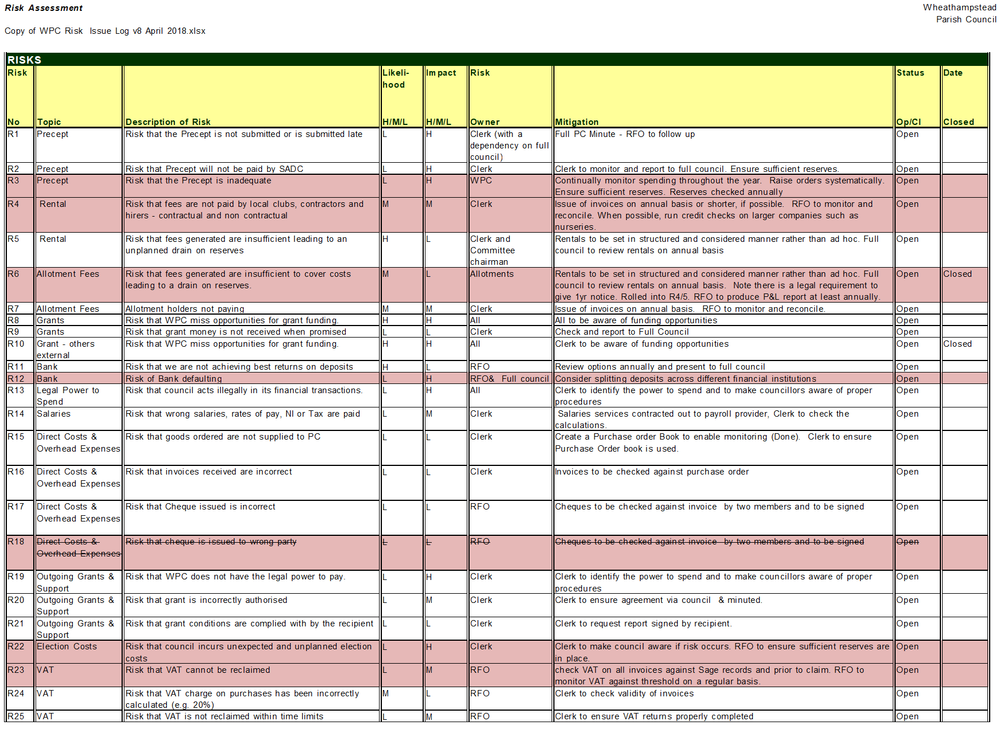 Risk Assessment
Wheathampstead
Parish Council
Copy of WPC Risk Issue Log v8 April 2018.xlsx
RISKS
Risk No | Topic | Description of Risk | Likeli-hood H/M/L | Impact H/M/L | Risk Owner | Mitigation | Status Op/Cl | Date Closed
R1 | Precept | Risk that the Precept is not submitted or is submitted late | L | H | Clerk (with a dependency on full council) | Full PC Minute - RFO to follow up | Open
R2 | Precept | Risk that Precept will not be paid by SADC | L | H | Clerk | Clerk to monitor and report to full council. Ensure sufficient reserves. | Open
R3 | Precept | Risk that the Precept is inadequate | L | H | WPC | Continually monitor spending throughout the year. Raise orders systematically. Ensure sufficient reserves. Reserves checked annually | Open
R4 | Rental | Risk that fees are not paid by local clubs, contractors and hirers - contractual and non contractual | M | M | Clerk | Issue of invoices on annual basis or shorter, if possible. RFO to monitor and reconcile. When possible, run credit checks on larger companies such as nurseries. | Open
R5 | Rental | Risk that fees generated are insufficient leading to an unplanned drain on reserves | H | L | Clerk and Committee chairman | Rentals to be set in structured and considered manner rather than ad hoc. Full council to review rentals on annual basis | Open
R6 | Allotment Fees | Risk that fees generated are insufficient to cover costs leading to a drain on reserves. | M | L | Allotments | Rentals to be set in structured and considered manner rather than ad hoc. Full council to review rentals on annual basis. Note there is a legal requirement to give 1yr notice. Rolled into R4/5. RFO to produce P&L report at least annually. | Open | Closed
R7 | Allotment Fees | Allotment holders not paying | M | M | Clerk | Issue of invoices on annual basis. RFO to monitor and reconcile. | Open
R8 | Grants | Risk that WPC miss opportunities for grant funding. | H | H | All | All to be aware of funding opportunities | Open
R9 | Grants | Risk that grant money is not received when promised | L | L | Clerk | Check and report to Full Council | Open
R10 | Grant - others external | Risk that WPC miss opportunities for grant funding. | H | H | All | Clerk to be aware of funding opportunities | Open | Closed
R11 | Bank | Risk that we are not achieving best returns on deposits | H | L | RFO | Review options annually and present to full council | Open
R12 | Bank | Risk of Bank defaulting | L | H | RFO& Full council | Consider splitting deposits across different financial institutions | Open
R13 | Legal Power to Spend | Risk that council acts illegally in its financial transactions. | L | H | All | Clerk to identify the power to spend and to make councillors aware of proper procedures | Open
R14 | Salaries | Risk that wrong salaries, rates of pay, NI or Tax are paid | L | M | Clerk | Salaries services contracted out to payroll provider, Clerk to check the calculations. | Open
R15 | Direct Costs & Overhead Expenses | Risk that goods ordered are not supplied to PC | L | L | Clerk | Create a Purchase order Book to enable monitoring (Done). Clerk to ensure Purchase Order book is used. | Open
R16 | Direct Costs & Overhead Expenses | Risk that invoices received are incorrect | L | L | Clerk | Invoices to be checked against purchase order | Open
R17 | Direct Costs & Overhead Expenses | Risk that Cheque issued is incorrect | L | L | RFO | Cheques to be checked against invoice by two members and to be signed | Open
R18 | Direct Costs & Overhead Expenses | Risk that cheque is issued to wrong party | L | L | RFO | Cheques to be checked against invoice by two members and to be signed | Open
R19 | Outgoing Grants & Support | Risk that WPC does not have the legal power to pay. | L | H | Clerk | Clerk to identify the power to spend and to make councillors aware of proper procedures | Open
R20 | Outgoing Grants & Support | Risk that grant is incorrectly authorised | L | M | Clerk | Clerk to ensure agreement via council & minuted. | Open
R21 | Outgoing Grants & Support | Risk that grant conditions are complied with by the recipient | L | L | Clerk | Clerk to request report signed by recipient. | Open
R22 | Election Costs | Risk that council incurs unexpected and unplanned election costs | L | H | Clerk | Clerk to make council aware if risk occurs. RFO to ensure sufficient reserves are in place. | Open
R23 | VAT | Risk that VAT cannot be reclaimed | L | M | RFO | check VAT on all invoices against Sage records and prior to claim. RFO to monitor VAT against threshold on a regular basis. | Open
R24 | VAT | Risk that VAT charge on purchases has been incorrectly calculated (e.g. 20%) | M | L | RFO | Clerk to check validity of invoices | Open
R25 | VAT | Risk that VAT is not reclaimed within time limits | L | M | RFO | Clerk to ensure VAT returns properly completed | Open